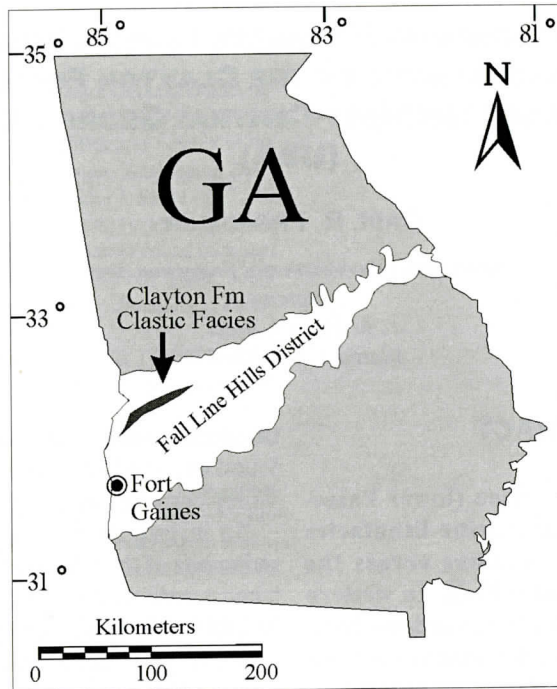 85 °
83 °
81 °
35 °
N
GA
33 °
Clayton Fm
Clastic Facies
Fall Line Hills District
Fort
Gaines
31 °
Kilometers
0
100
200